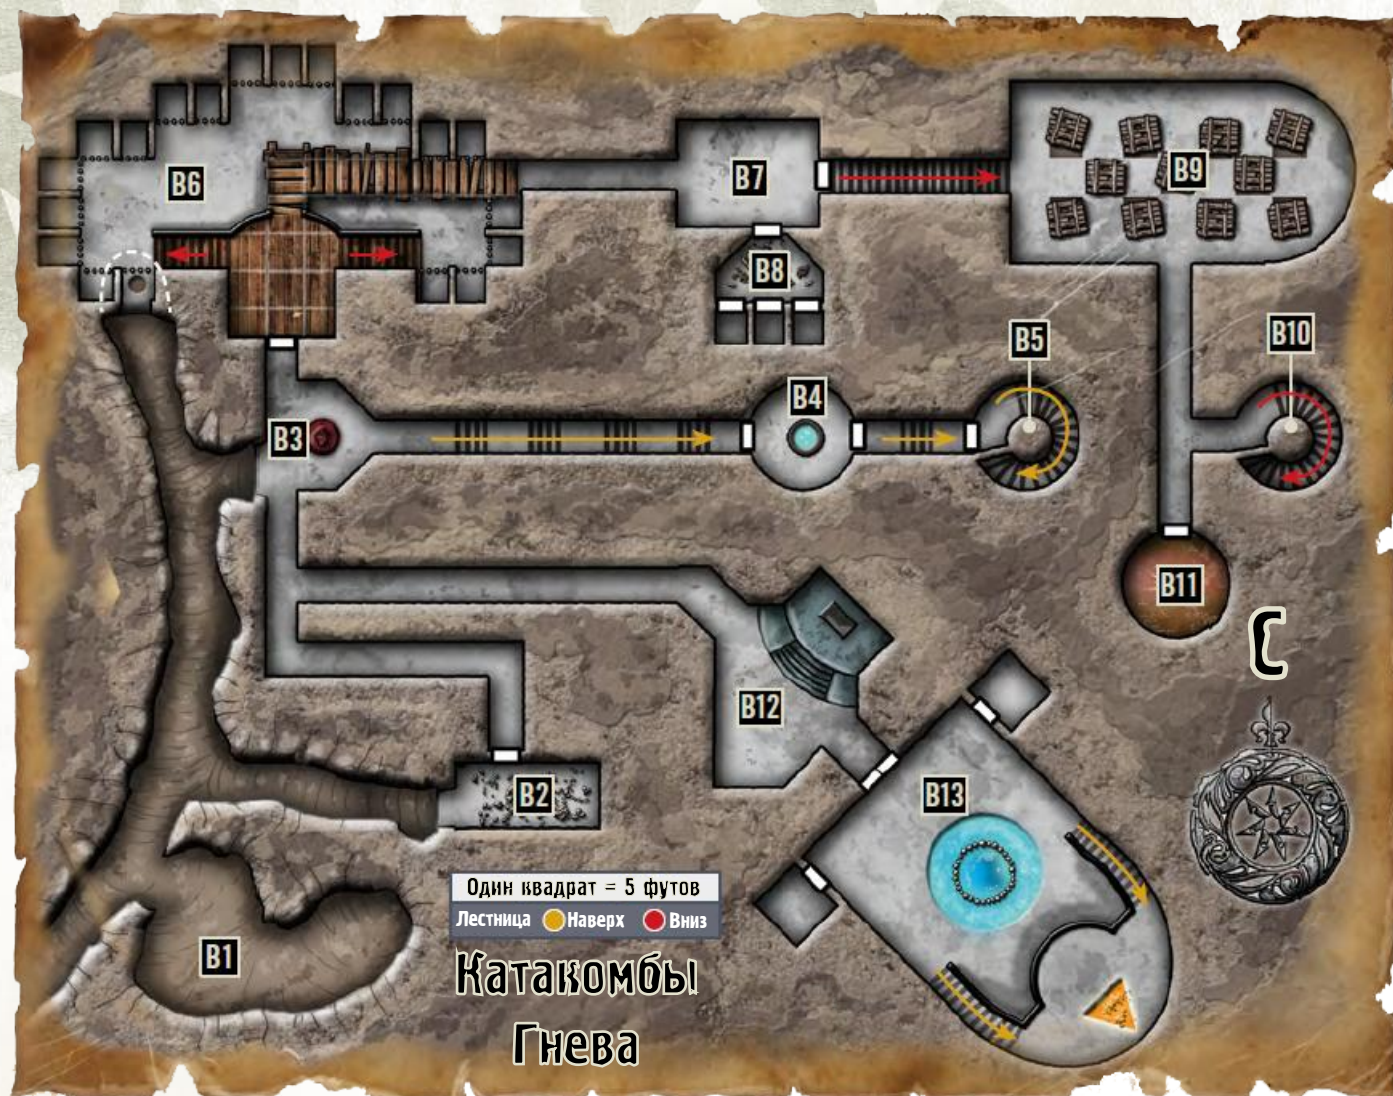 B6
B7
B9
B8
B5
B10
B4
B3
B11
С
B12
B2
B13
Один квадрат = 5 футов
Лестница Наверх Вниз
B1
Катакомбы
Гнева